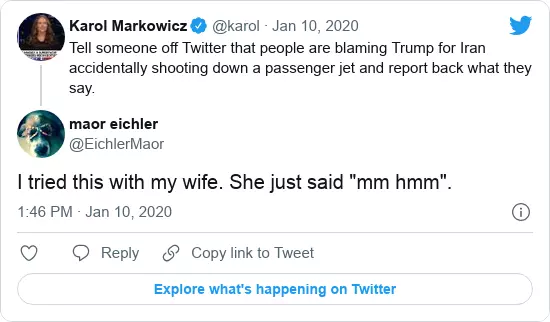 Karol Markowicz @karol · Jan 10, 2020
Tell someone off Twitter that people are blaming Trump for Iran
accidentally shooting down a passenger jet and report back what they
say.
maor eichler
@EichlerMaor
I tried this with my wife. She just said "mm hmm".
1:46 PM · Jan 10, 2020
Reply
Copy link to Tweet
Explore what's happening on Twitter